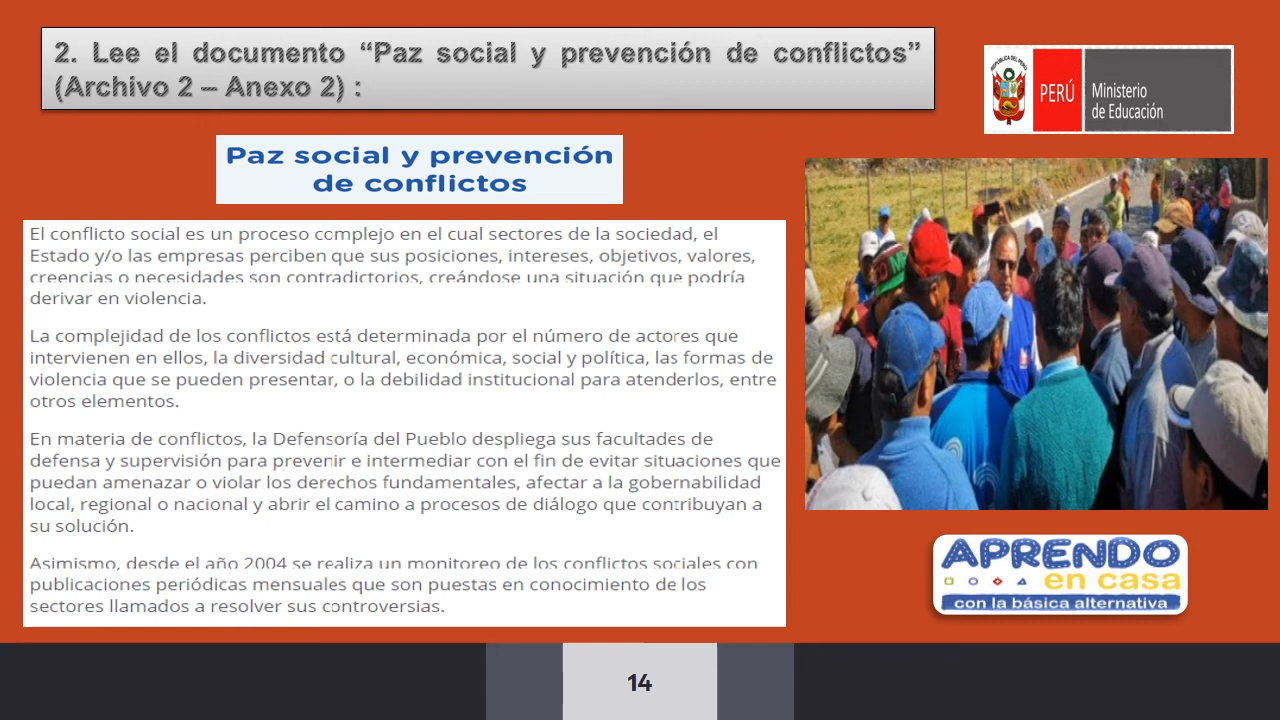 2. Lee el documento “Paz social y prevención de conflictos”
(Archivo 2 – Anexo 2) :
REPUBLICA DEL PERU
PERÚ
Ministerio
de Educación
Paz social y prevención
de conflictos
El conflicto social es un proceso complejo en el cual sectores de la sociedad, el
Estado y/o las empresas perciben que sus posiciones, intereses, objetivos, valores,
creencias o necesidades son contradictorios, creándose una situación que podría
derivar en violencia.
La complejidad de los conflictos está determinada por el número de actores que
intervienen en ellos, la diversidad cultural, económica, social y política, las formas de
violencia que se pueden presentar, o la debilidad institucional para atenderlos, entre
otros elementos.
En materia de conflictos, la Defensoría del Pueblo despliega sus facultades de
defensa y supervisión para prevenir e intermediar con el fin de evitar situaciones que
puedan amenazar o violar los derechos fundamentales, afectar a la gobernabilidad
local, regional o nacional y abrir el camino a procesos de diálogo que contribuyan a
su solución.
Asimismo, desde el año 2004 se realiza un monitoreo de los conflictos sociales con
publicaciones periódicas mensuales que son puestas en conocimiento de los
sectores llamados a resolver sus controversias.
APRENDO
en casa
con la básica alternativa
14